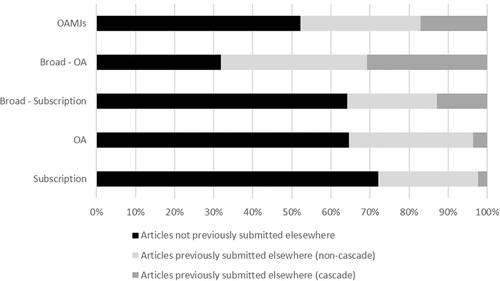 OAMJs
Broad - OA
Broad - Subscription
OA
Subscription
0% 10% 20% 30% 40% 50% 60% 70% 80% 90% 100%
Articles not previously submitted elesewhere
Articles previously submitted elsewhere (non-cascade)
Articles previously submitted elsewhere (cascade)